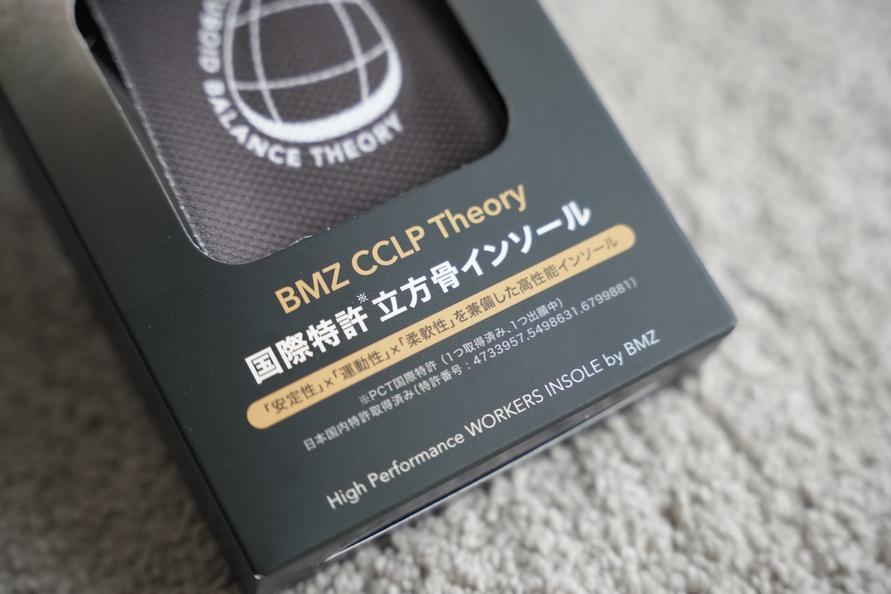 CUBOID BALANCE THEORY
BMZ CCLP Theory
国際特許※立方骨インソール
「安定性」×「運動性」×「柔軟性」を兼備した高性能インソール
※PCT国際特許（1つ取得済み、1つ出願中）
日本国内特許取得済み（特許番号：4733957.5498631.6799881）
High Performance WORKERS INSOLE by BMZ